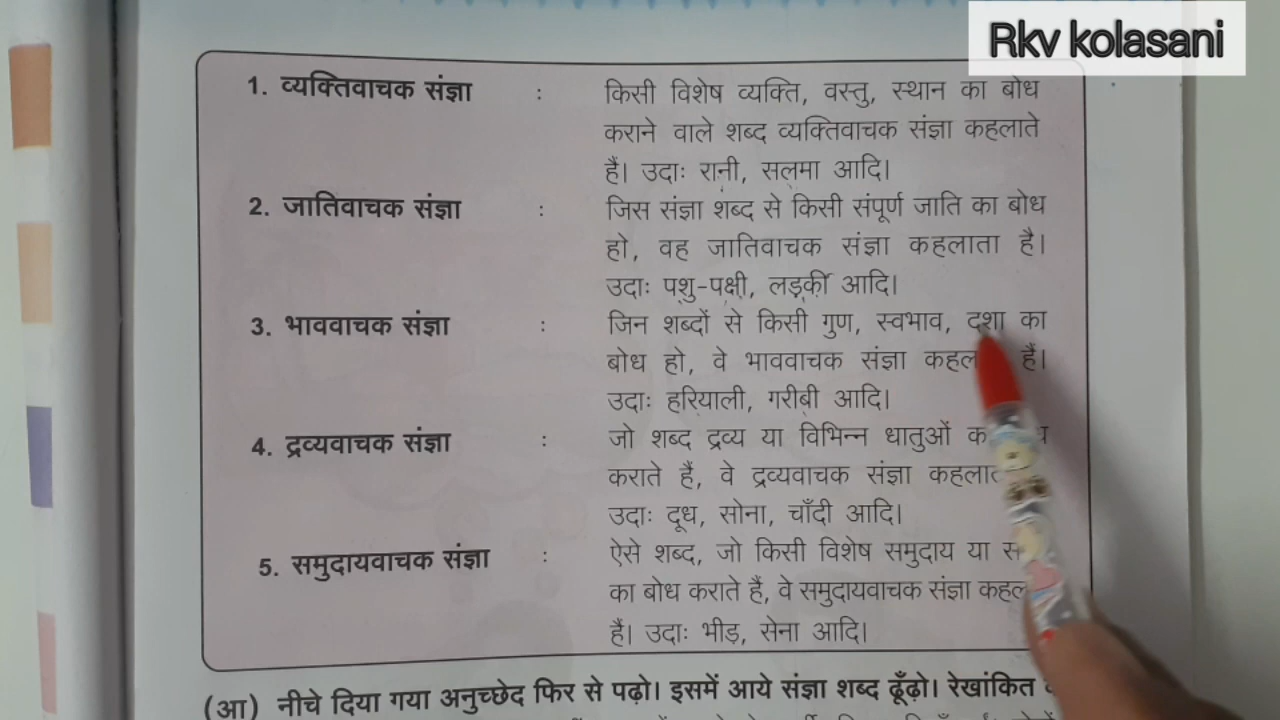 Rkv kolasani
1. व्यक्तिवाचक संज्ञा : किसी विशेष व्यक्ति, वस्तु, स्थान का बोध
कराने वाले शब्द व्यक्तिवाचक संज्ञा कहलाते
हैं। उदाः रानी, सलमा आदि।
2. जातिवाचक संज्ञा : जिस संज्ञा शब्द से किसी संपूर्ण जाति का बोध
हो, वह जातिवाचक संज्ञा कहलाता है।
उदाः पशु-पक्षी, लड़की आदि।
3. भाववाचक संज्ञा : जिन शब्दों से किसी गुण, स्वभाव, दशा का
बोध हो, वे भाववाचक संज्ञा हैं।
उदाः हरियाली, गरीबी आदि।
4. द्रव्यवाचक संज्ञा : जो शब्द द्रव्य या विभिन्न धातुओं
कराते हैं, वे द्रव्यवाचक संज्ञा
उदाः दूध, सोना, चाँदी आदि।
5. समुदायवाचक संज्ञा : ऐसे शब्द, जो किसी विशेष समुदाय या
का बोध कराते हैं, वे समुदायवाचक संज्ञा
हैं। उदाः भीड़, सेना आदि।
(आ) नीचे दिया गया अनुच्छेद फिर से पढ़ो। इसमें आये संज्ञा शब्द ढूँढ़ो। रेखांकित